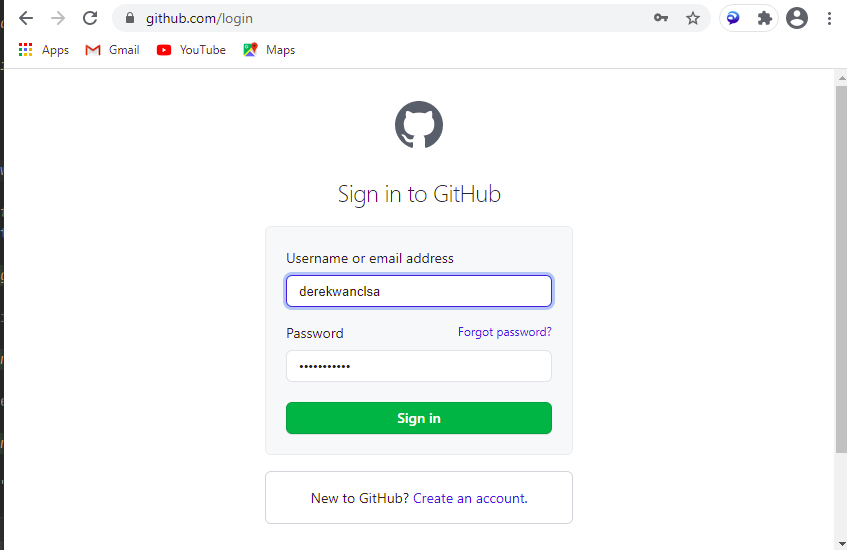 github.com/login
Apps Gmail YouTube Maps
Sign in to GitHub
Username or email address
derekwanclsa
Password Forgot password?
•••••••••••
Sign in
New to GitHub? Create an account.